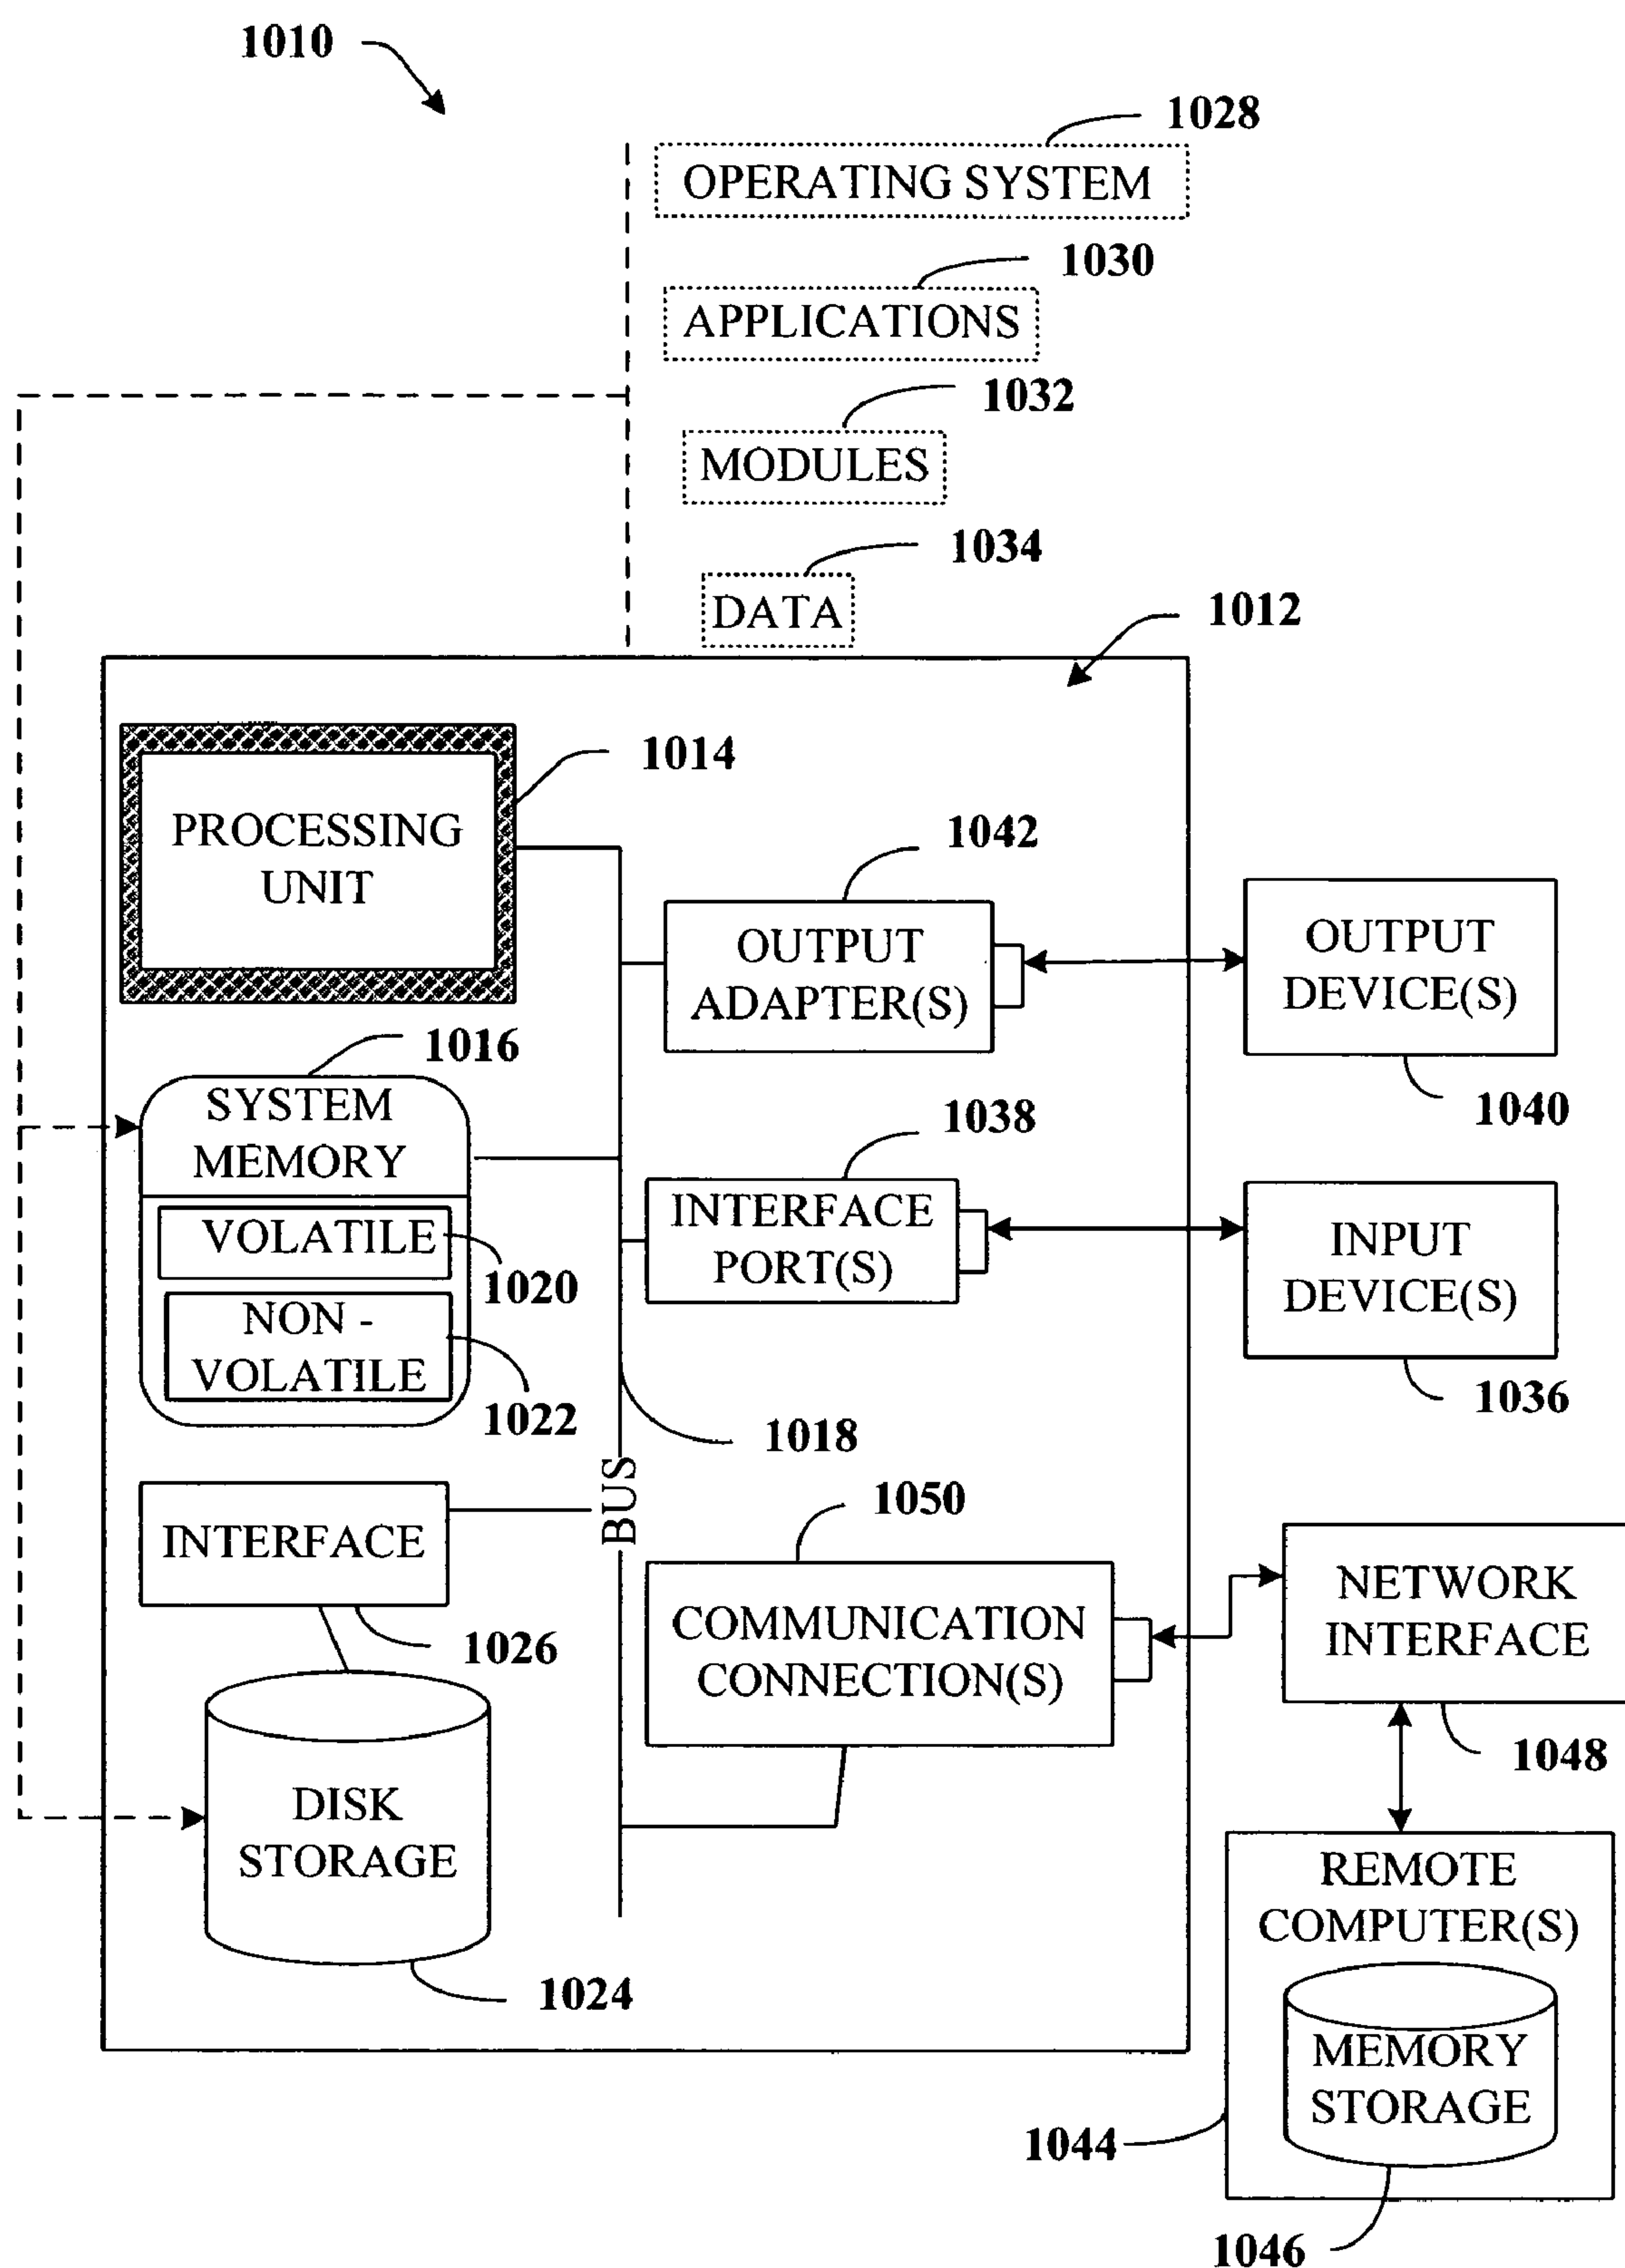 1010
1028
OPERATING SYSTEM
1030
APPLICATIONS
1032
MODULES
1034
DATA
1012
1014
PROCESSING
UNIT
1042
OUTPUT
ADAPTER(S)
OUTPUT
DEVICE(S)
1040
1016
SYSTEM
MEMORY
VOLATILE
1020
NON -
VOLATILE
1022
1038
INTERFACE
PORT(S)
INPUT
DEVICE(S)
1036
1018
BUS
INTERFACE
1026
1050
COMMUNICATION
CONNECTION(S)
NETWORK
INTERFACE
1048
DISK
STORAGE
1024
REMOTE
COMPUTER(S)
MEMORY
STORAGE
1044
1046